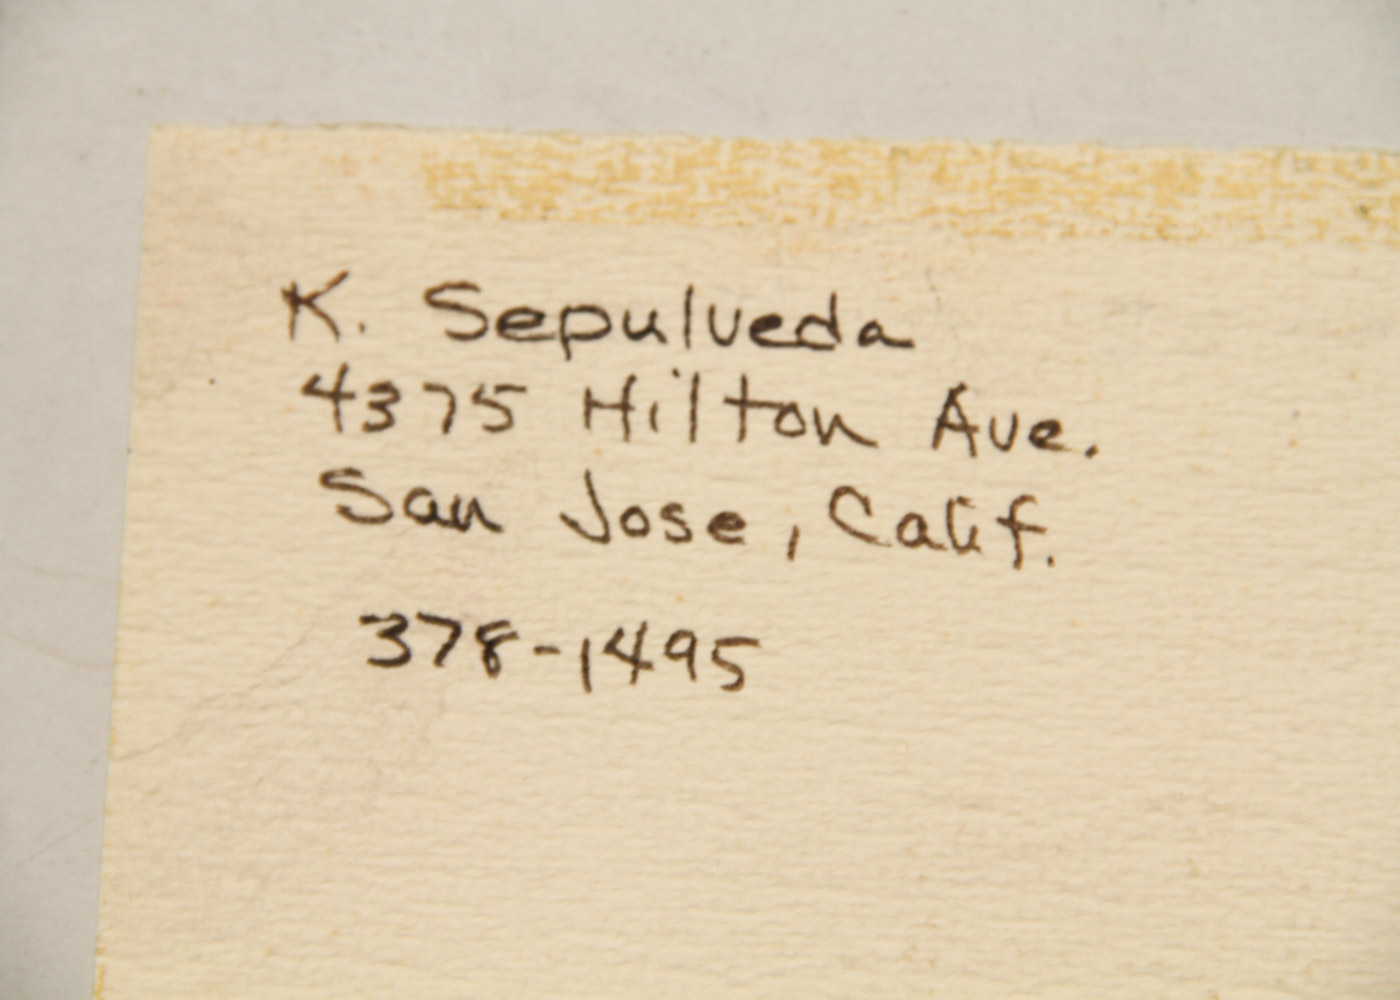 K. Sepulveda
4375 Hilton Ave.
San Jose, Calif.
378-1495